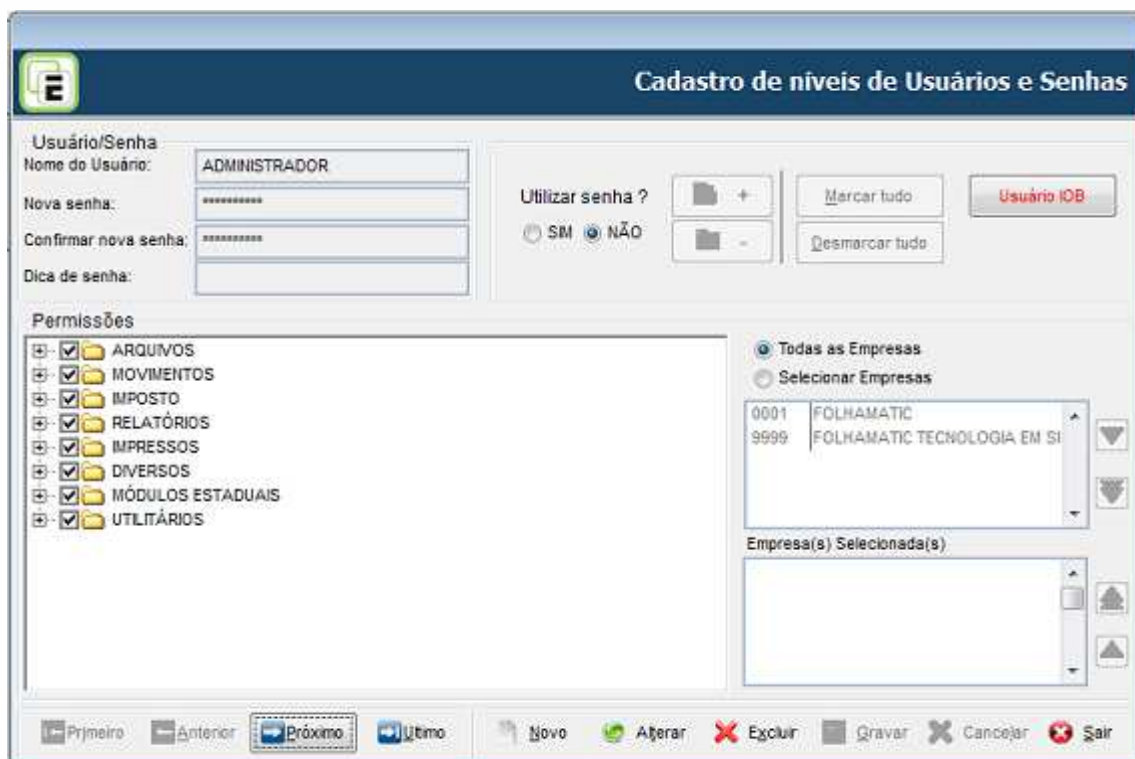 E
Cadastro de níveis de Usuários e Senhas
Usuário/Senha
Nome do Usuário: ADMINISTRADOR
Nova senha: **********
Confirmar nova senha: **********
Dica de senha:
Utilizar senha ?
SIM NÃO
+
-
Marcar tudo
Desmarcar tudo
Usuário IOB
Permissões
ARQUIVOS
MOVIMENTOS
IMPOSTO
RELATÓRIOS
IMPRESSOS
DIVERSOS
MÓDULOS ESTADUAIS
UTILITÁRIOS
Todas as Empresas
Selecionar Empresas
0001 FOLHAMATIC
9999 FOLHAMATIC TECNOLOGIA EM SI
Empresa(s) Selecionada(s)
Primeiro Anterior Próximo Último Novo Alterar Excluir Gravar Cancelar Sair